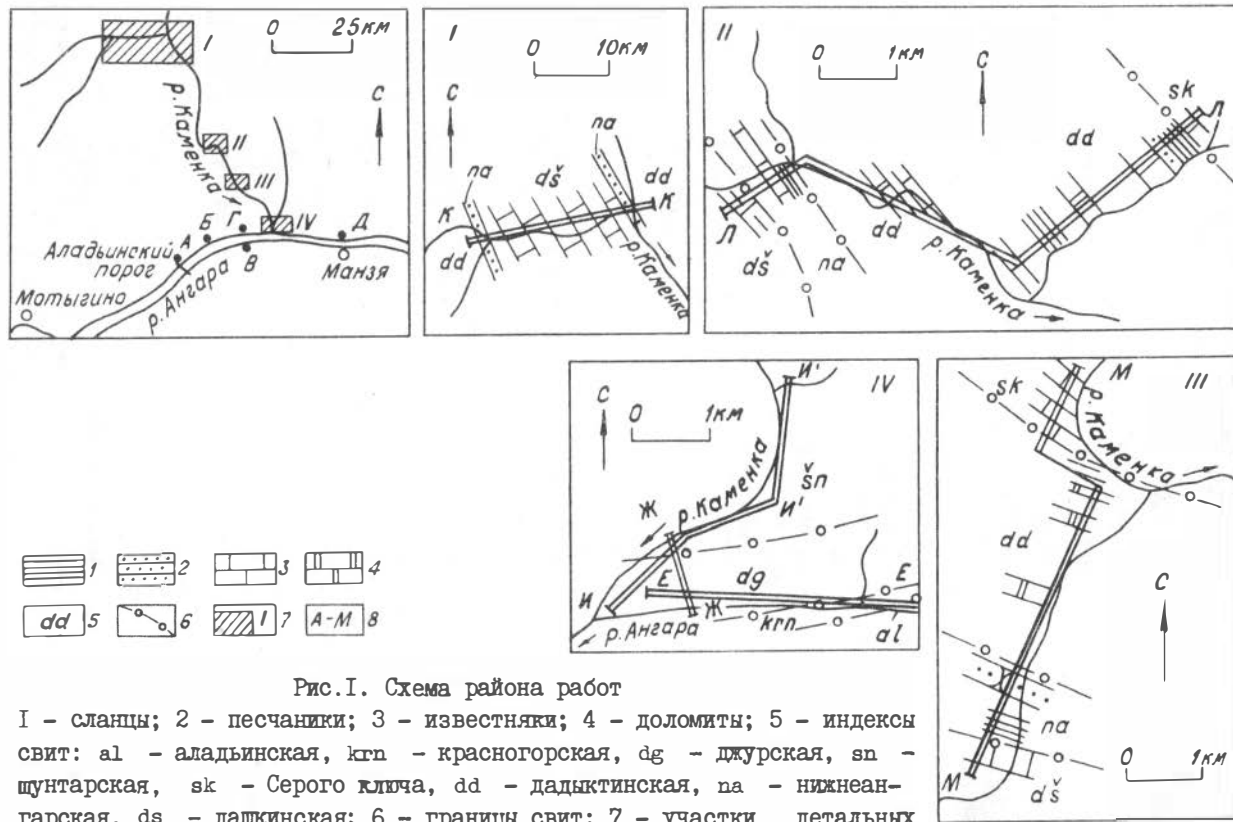 I
0 25км
С
р. Каменка
II
III
IV
Б Г
А
Д
В
Аладьинский
порог
Манзя
Мотыгино
р. Ангара
I
0 10км
С
na
na
dš
dd
К
К
dd
р. Каменка
II
0 1км
С
sk
Л
dd
Л
dd
dš
na
р. Каменка
IV
И'
0 1км
С
šn
Ж
р. Каменка
И'
Е
dg
Е
И
Ж
р. Ангара
krn
al
III
М
sk
р. Каменка
dd
С
na
0 1км
М
dš
1
2
3
4
dd 5
6
I 7
А-М 8
Рис.I. Схема района работ
I - сланцы; 2 - песчаники; 3 - известняки; 4 - доломиты; 5 - индексы
свит: al - аладьинская, krn - красногорская, dg - джурская, sn -
шунтарская, sk - Серого ключа, dd - дадыктинская, na - нижнеан-
гарская, ds - дашкинская; 6 - границы свит; 7 - участки детальных